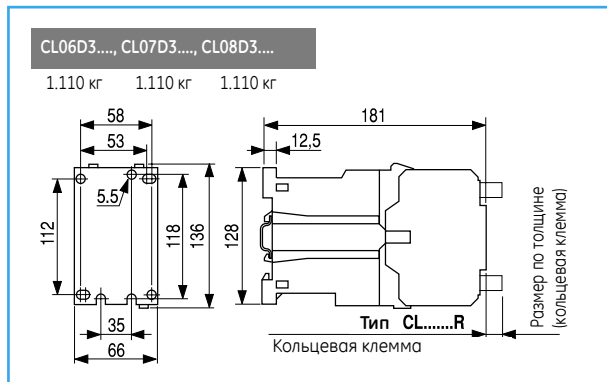 CL06D3...., CL07D3...., CL08D3....
1.110 кг 1.110 кг 1.110 кг
58
53
5.5
112
118
136
35
66
181
12,5
128
Тип CL.......R
Кольцевая клемма
Размер по толщине
(кольцевая клемма)